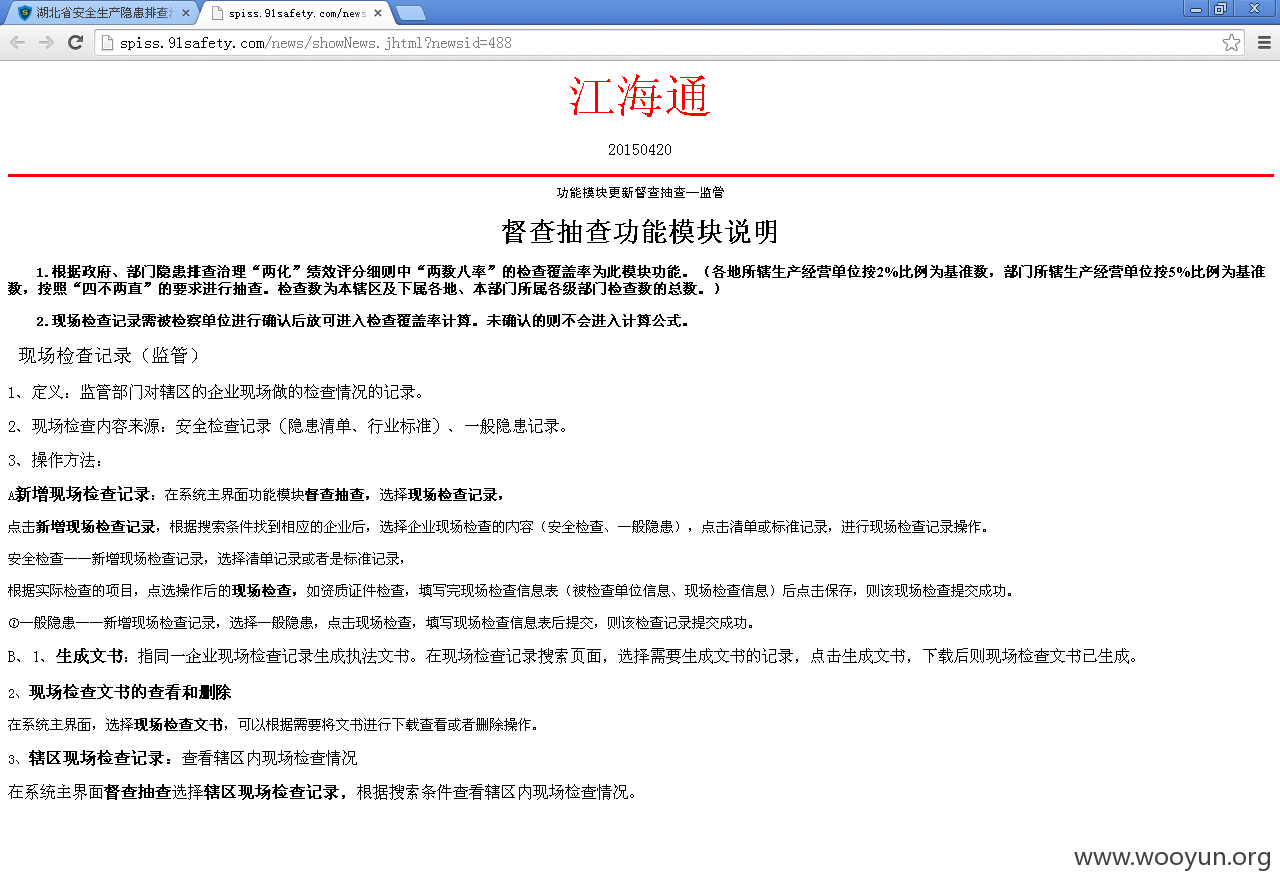 湖北省安全生产隐患排查
spiss.91safety.com/news
spiss.91safety.com/news/showNews.jhtml?newsid=488
江海通
20150420
功能模块更新督查抽查—监管
督查抽查功能模块说明
1.根据政府、部门隐患排查治理“两化”绩效评分细则中“两数八率”的检查覆盖率为此模块功能。（各地所辖生产经营单位按2%比例为基准数，部门所辖生产经营单位按5%比例为基准
数，按照“四不两直”的要求进行抽查。检查数为本辖区及下属各地、本部门所属各级部门检查数的总数。）
2.现场检查记录需被检察单位进行确认后放可进入检查覆盖率计算。未确认的则不会进入计算公式。
现场检查记录（监管）
1、定义：监管部门对辖区的企业现场做的检查情况的记录。
2、现场检查内容来源：安全检查记录（隐患清单、行业标准）、一般隐患记录。
3、操作方法：
A新增现场检查记录：在系统主界面功能模块督查抽查，选择现场检查记录，
点击新增现场检查记录，根据搜索条件找到相应的企业后，选择企业现场检查的内容（安全检查、一般隐患），点击清单或标准记录，进行现场检查记录操作。
安全检查——新增现场检查记录，选择清单记录或者是标准记录，
根据实际检查的项目，点选操作后的现场检查，如资质证件检查，填写完现场检查信息表（被检查单位信息、现场检查信息）后点击保存，则该现场检查提交成功。
①一般隐患——新增现场检查记录，选择一般隐患，点击现场检查，填写现场检查信息表后提交，则该检查记录提交成功。
B、1、生成文书：指同一企业现场检查记录生成执法文书。在现场检查记录搜索页面，选择需要生成文书的记录，点击生成文书，下载后则现场检查文书已生成。
2、现场检查文书的查看和删除
在系统主界面，选择现场检查文书，可以根据需要将文书进行下载查看或者删除操作。
3、辖区现场检查记录：查看辖区内现场检查情况
在系统主界面督查抽查选择辖区现场检查记录，根据搜索条件查看辖区内现场检查情况。
www.wooyun.org